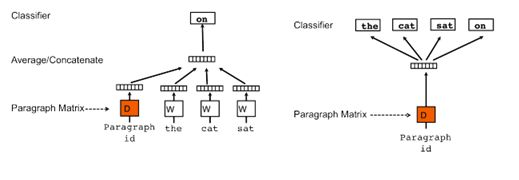 Classifier
on
Average/Concatenate
Paragraph Matrix
D W W W
Paragraph the cat sat
id
Classifier
the cat sat on
Paragraph Matrix
D
Paragraph
id